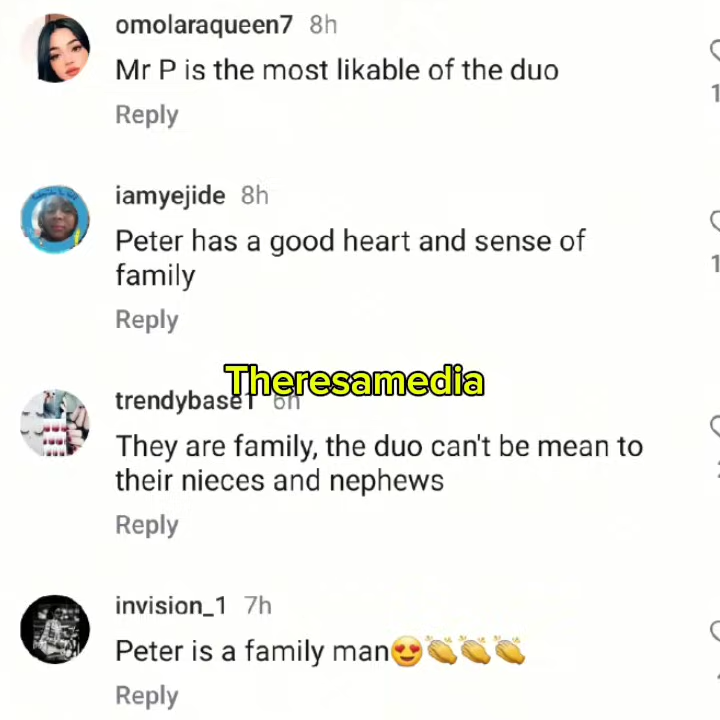 omolaraqueen7 8h
Mr P is the most likable of the duo
Reply
iamyejide 8h
Peter has a good heart and sense of
family
Reply
Theresamedia
trendybase1 6h
They are family, the duo can't be mean to
their nieces and nephews
Reply
invision_1 7h
Peter is a family man😍👏👏👏
Reply